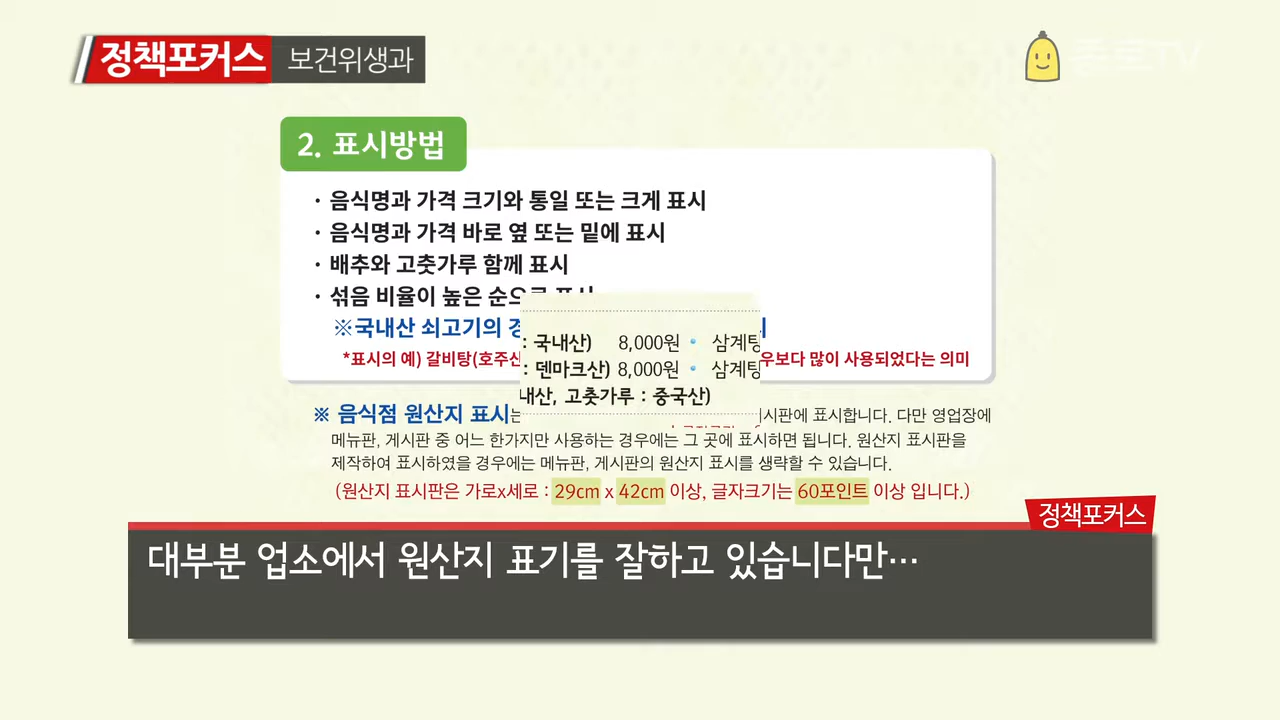 정책포커스 보건위생과
종로TV
2. 표시방법
· 음식명과 가격 크기와 통일 또는 크게 표시
· 음식명과 가격 바로 옆 또는 밑에 표시
· 배추와 고춧가루 함께 표시
· 섞음 비율이 높은 순으로 표시
※국내산 쇠고기의
*표시의 예) 갈비탕(호주산 우보다 많이 사용되었다는 의미
: 국내산) 8,000원 • 삼계탕
: 덴마크산) 8,000원 • 삼계탕
내산, 고춧가루 : 중국산)
※ 음식점 원산지 표시는 시판에 표시합니다. 다만 영업장에
메뉴판, 게시판 중 어느 한가지만 사용하는 경우에는 그 곳에 표시하면 됩니다. 원산지 표시판을
제작하여 표시하였을 경우에는 메뉴판, 게시판의 원산지 표시를 생략할 수 있습니다.
(원산지 표시판은 가로x세로 : 29cm x 42cm 이상, 글자크기는 60포인트 이상 입니다.)
정책포커스
대부분 업소에서 원산지 표기를 잘하고 있습니다만…